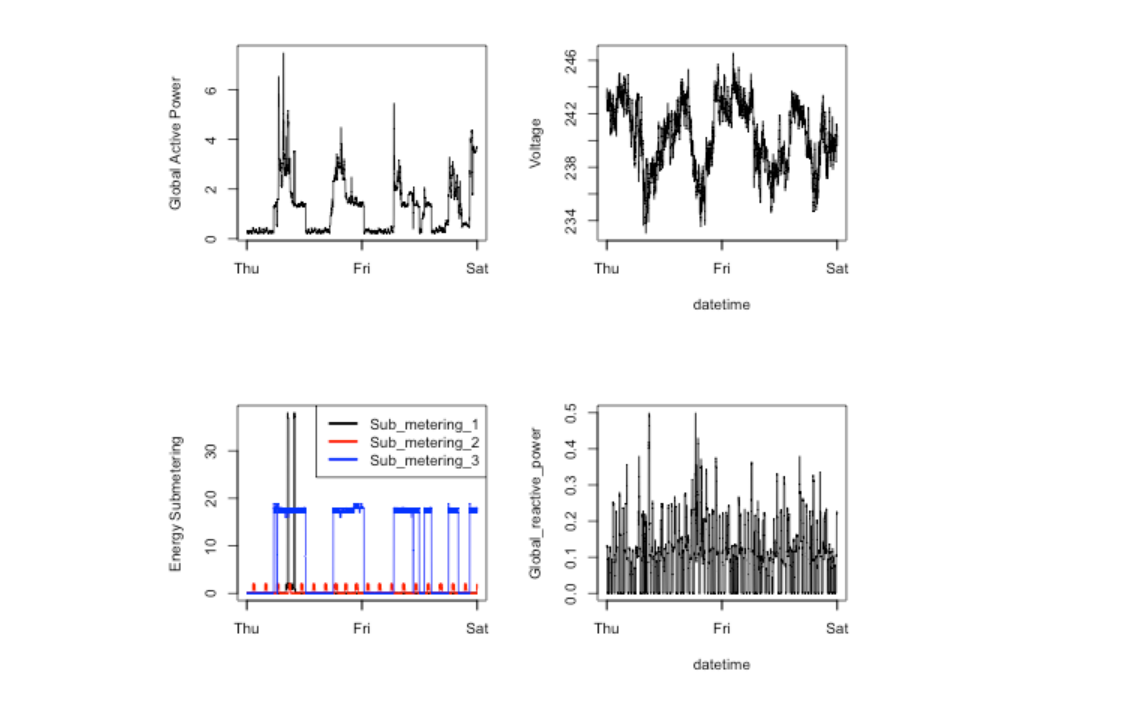 Global Active Power
6
4
2
0
Thu Fri Sat
Voltage
246
242
238
234
Thu Fri Sat
datetime
Energy Submetering
30
20
10
0
Sub_metering_1
Sub_metering_2
Sub_metering_3
Thu Fri Sat
Global_reactive_power
0.5
0.4
0.3
0.2
0.1
0.0
Thu Fri Sat
datetime